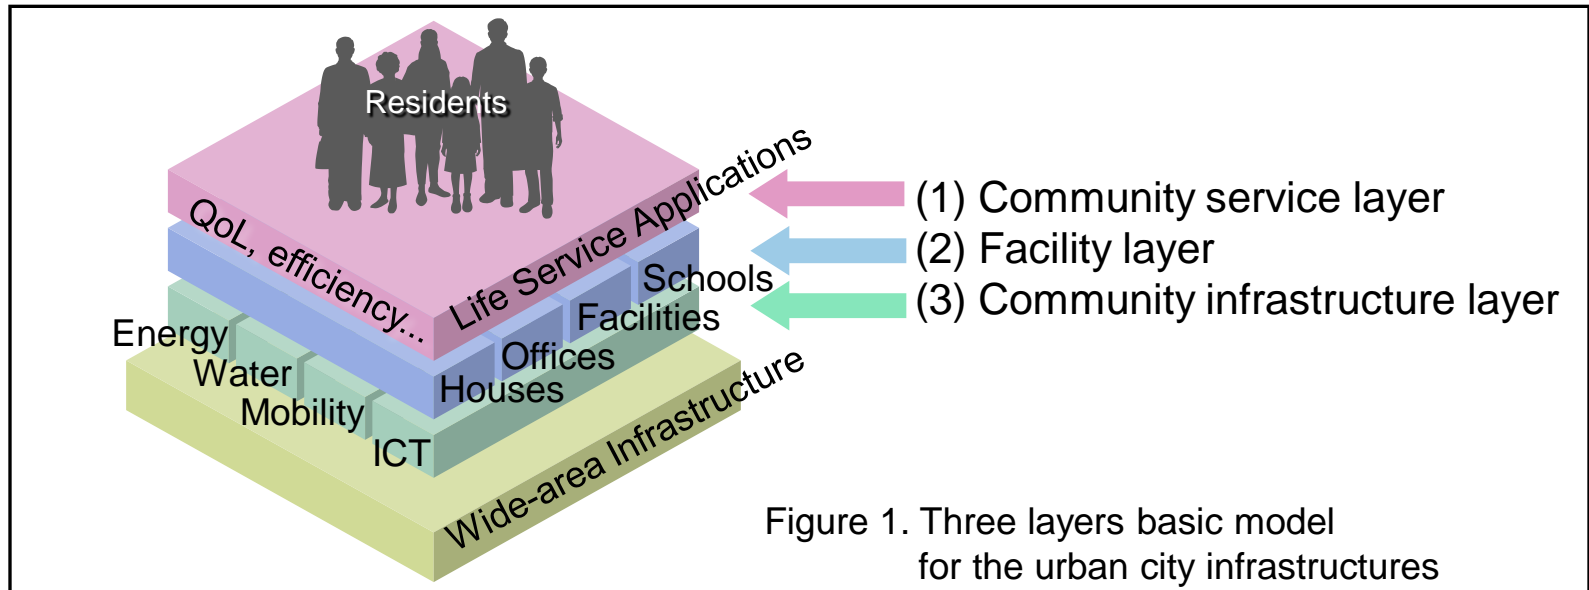 Residents
QoL, efficiency...
Life Service Applications
(1) Community service layer
(2) Facility layer
(3) Community infrastructure layer
Schools
Facilities
Offices
Houses
Energy
Water
Mobility
ICT
Wide-area Infrastructure
Figure 1. Three layers basic model
for the urban city infrastructures